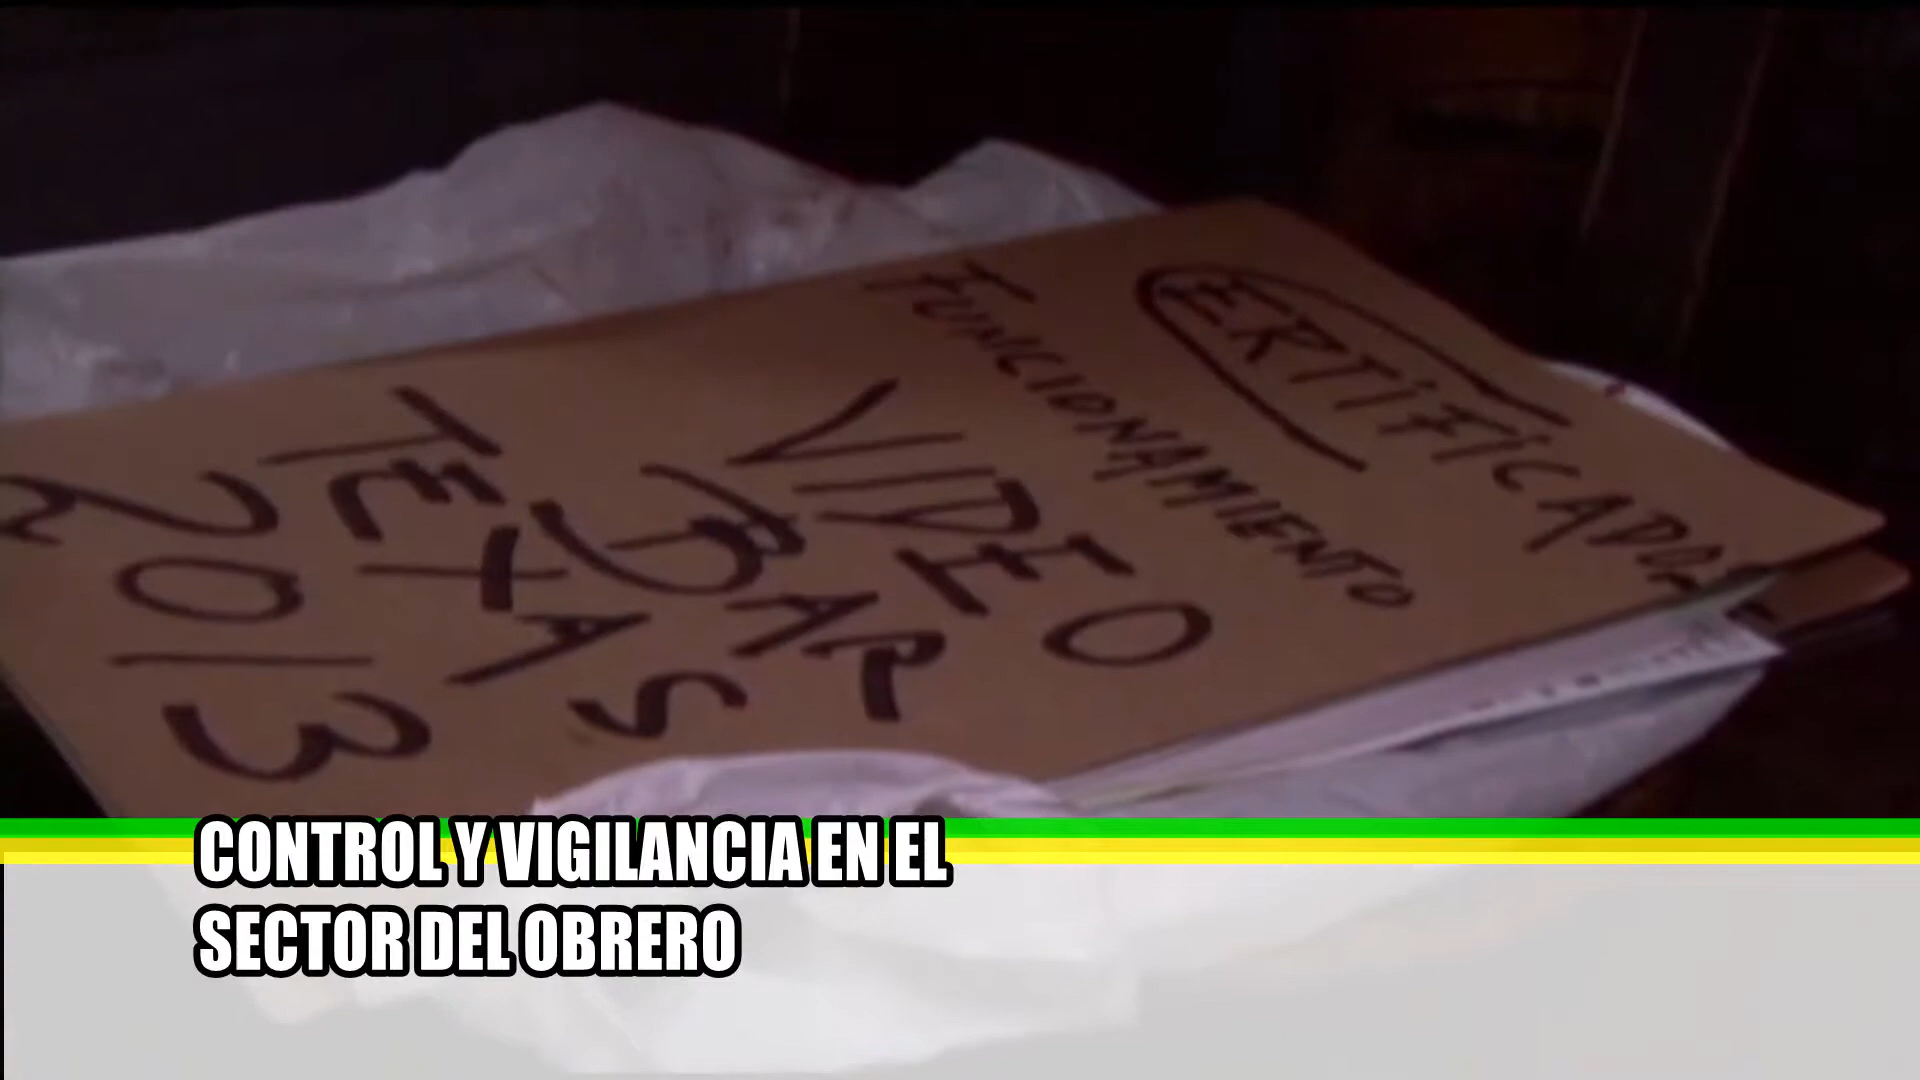 CERTIFICADO
FUNCIONAMIENTO
VIDEO
BAR
TEXAS
2013
CONTROL Y VIGILANCIA EN EL
SECTOR DEL OBRERO